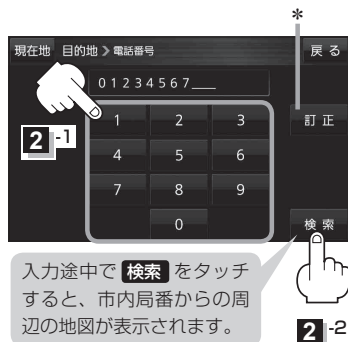 *
現在地 目的地 > 電話番号 戻る
01234567___
2 -1
1 2 3 訂正
4 5 6
7 8 9
0 検索
入力途中で 検索 をタッチ
すると、市内局番からの周
辺の地図が表示されます。
2 -2